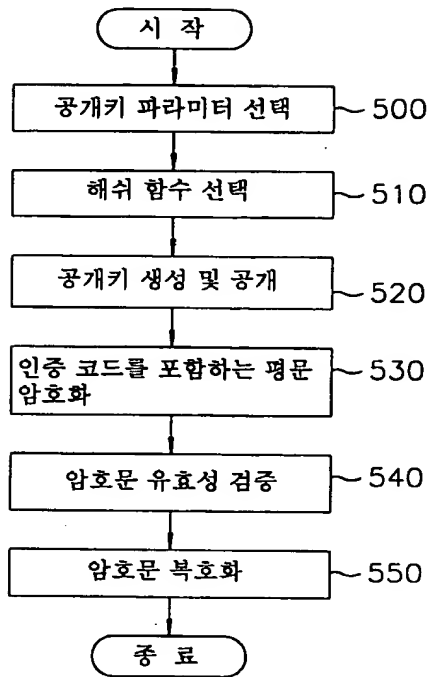 시 작
공개키 파라미터 선택
500
해쉬 함수 선택
510
공개키 생성 및 공개
520
인증 코드를 포함하는 평문
암호화
530
암호문 유효성 검증
540
암호문 복호화
550
종 료